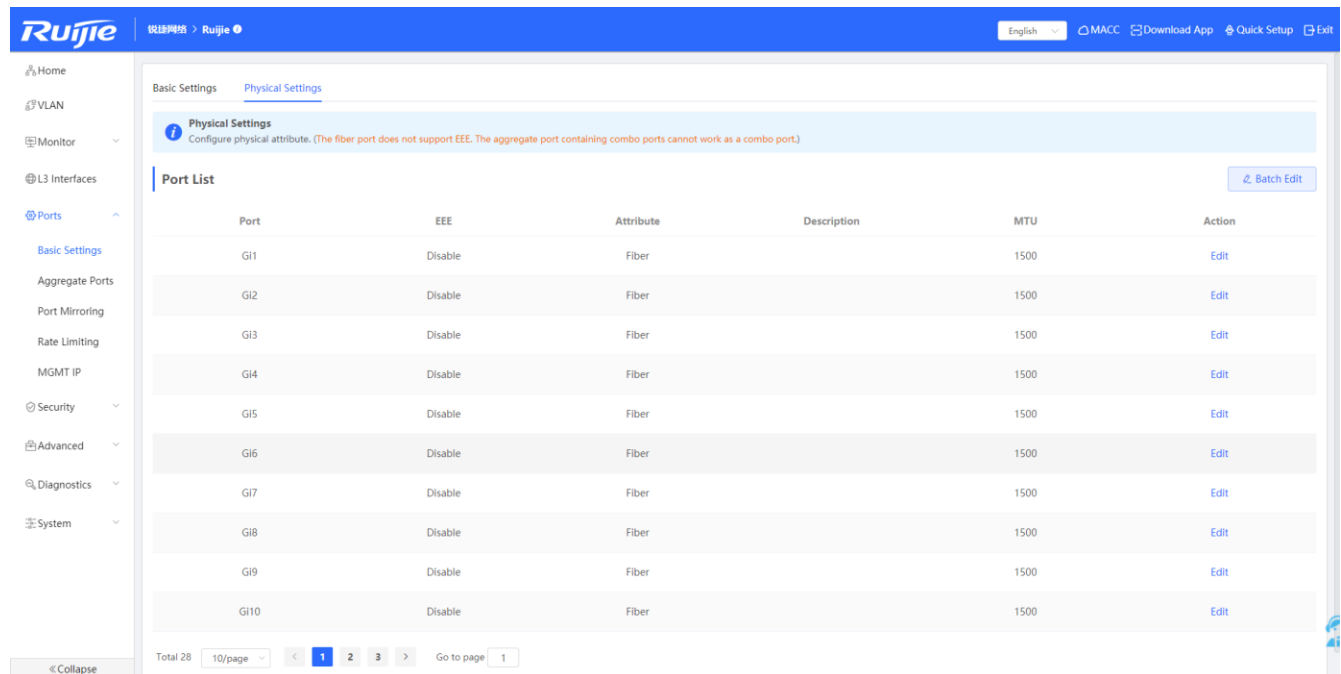 Ruijie 锐捷网络 > Ruijie English MACC Download App Quick Setup Exit
Home
VLAN
Monitor
L3 Interfaces
Ports
Basic Settings
Aggregate Ports
Port Mirroring
Rate Limiting
MGMT IP
Security
Advanced
Diagnostics
System
«Collapse
Basic Settings Physical Settings
Physical Settings
Configure physical attribute. (The fiber port does not support EEE. The aggregate port containing combo ports cannot work as a combo port.)
Port List Batch Edit
Port EEE Attribute Description MTU Action
Gi1 Disable Fiber 1500 Edit
Gi2 Disable Fiber 1500 Edit
Gi3 Disable Fiber 1500 Edit
Gi4 Disable Fiber 1500 Edit
Gi5 Disable Fiber 1500 Edit
Gi6 Disable Fiber 1500 Edit
Gi7 Disable Fiber 1500 Edit
Gi8 Disable Fiber 1500 Edit
Gi9 Disable Fiber 1500 Edit
Gi10 Disable Fiber 1500 Edit
Total 28 10/page < 1 2 3 > Go to page 1